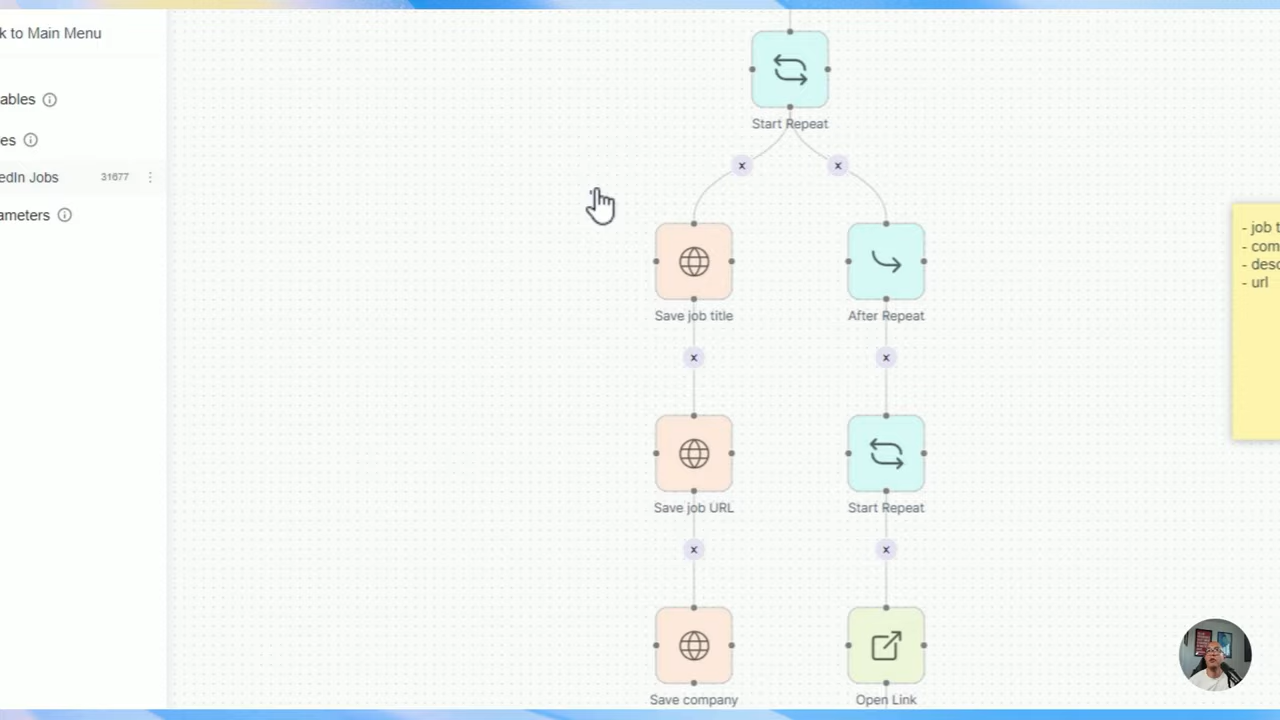 k to Main Menu
ables
es
edIn Jobs 31677
ameters
Start Repeat
x x
Save job title After Repeat
x x
Save job URL Start Repeat
x x
Save company Open Link
- job t
- com
- desc
- url